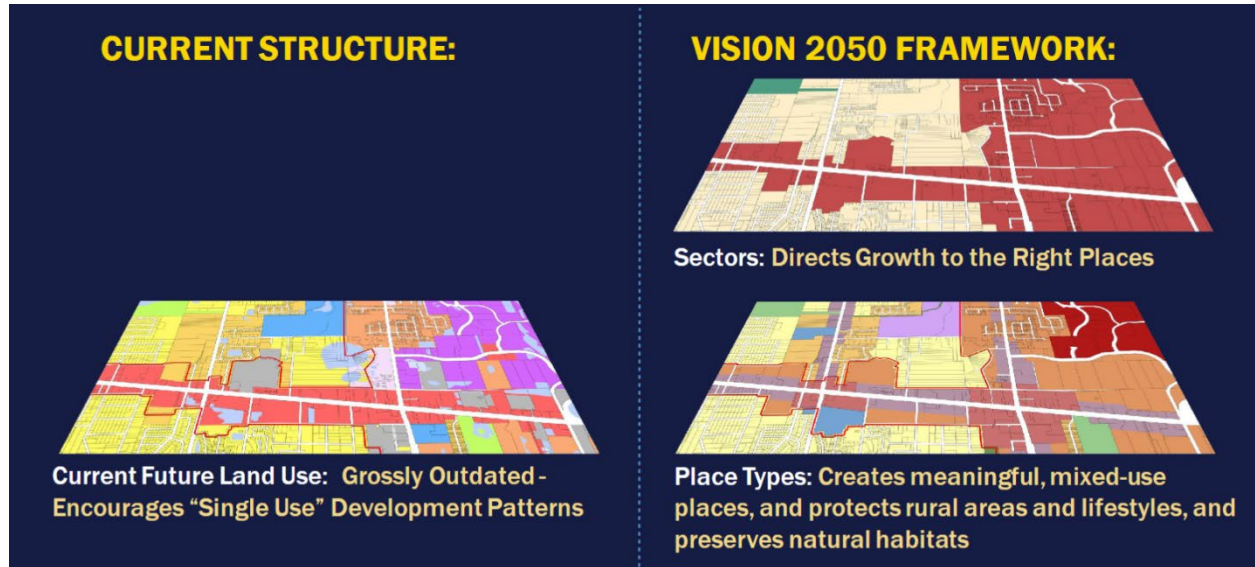 CURRENT STRUCTURE:
Current Future Land Use: Grossly Outdated -
Encourages “Single Use” Development Patterns
VISION 2050 FRAMEWORK:
Sectors: Directs Growth to the Right Places
Place Types: Creates meaningful, mixed-use
places, and protects rural areas and lifestyles, and
preserves natural habitats